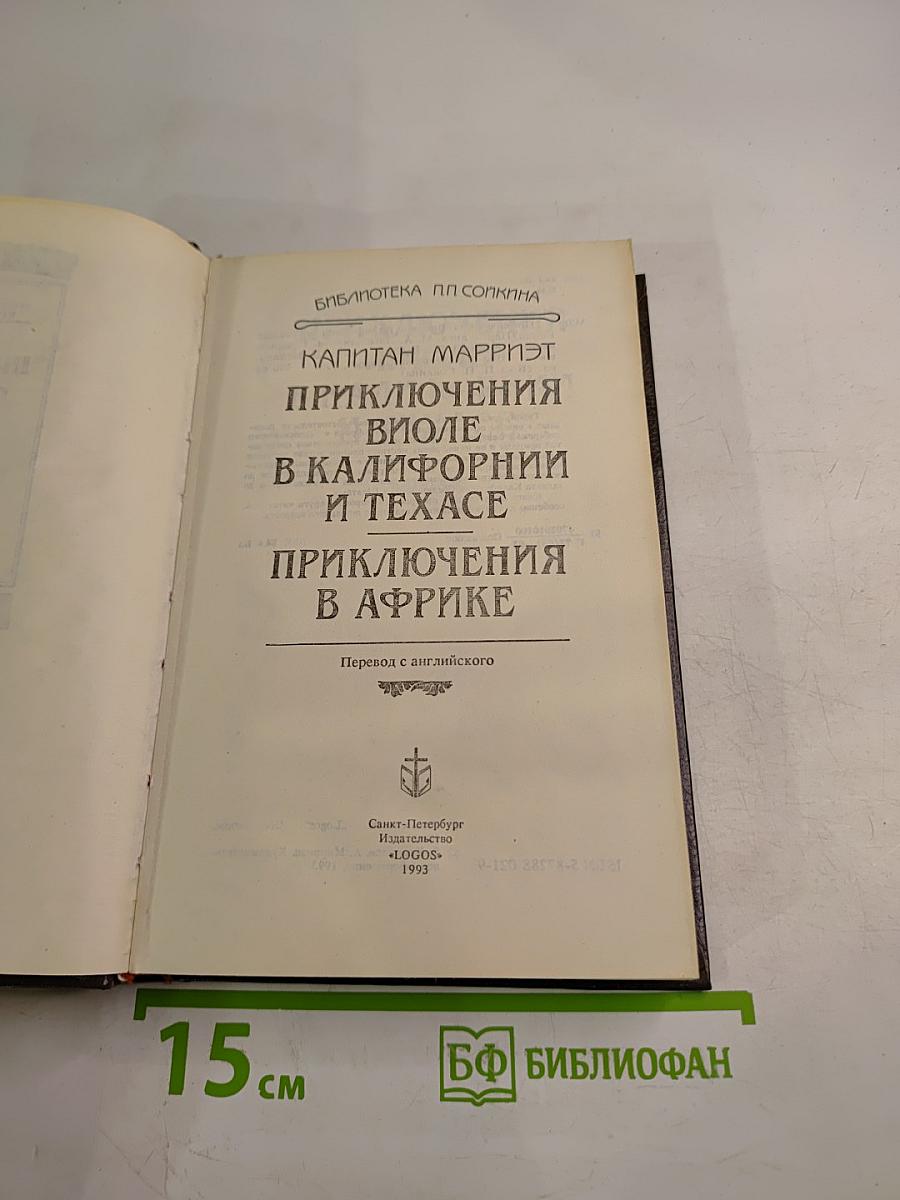 БИБЛИОТЕКА П.П. СОЙКИНА
КАПИТАН МАРРИЭТ
ПРИКЛЮЧЕНИЯ
ВИОЛЕ
В КАЛИФОРНИИ
И ТЕХАСЕ
ПРИКЛЮЧЕНИЯ
В АФРИКЕ
Перевод с английского
Санкт-Петербург
Издательство
«LOGOS»
1993
15 см
БФ БИБЛИОФАН